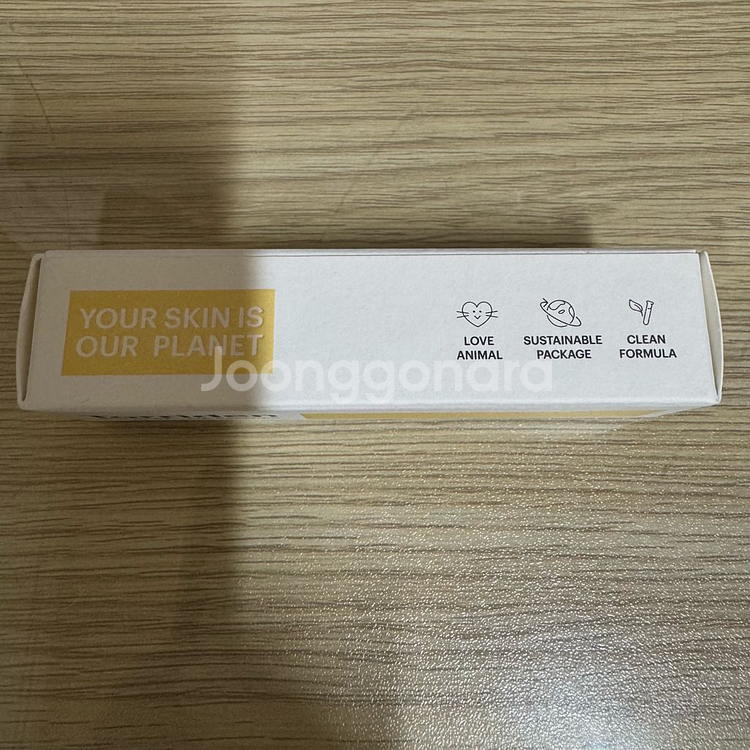 YOUR SKIN IS
OUR PLANET
LOVE
ANIMAL
SUSTAINABLE
PACKAGE
CLEAN
FORMULA
Joonggonara